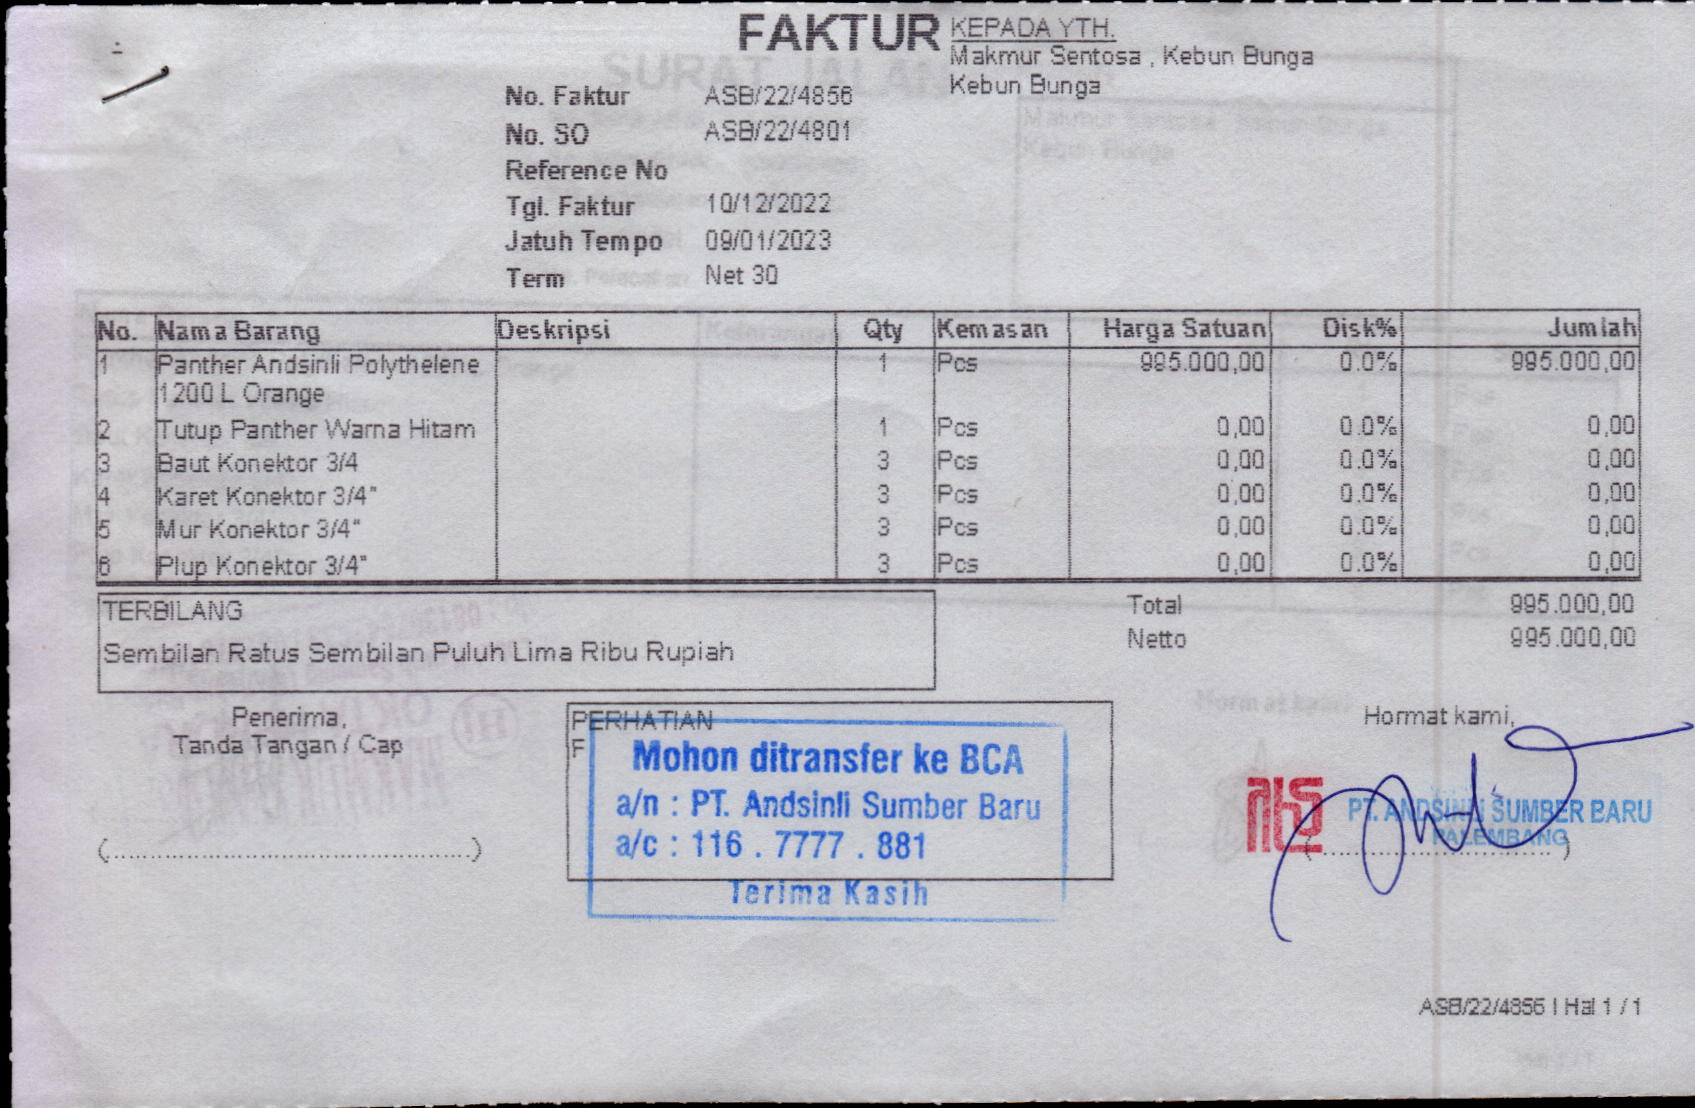 FAKTUR
KEPADA YTH.
Makmur Sentosa , Kebun Bunga
Kebun Bunga
No. Faktur ASB/22/4856
No. SO ASB/22/4801
Reference No
Tgl. Faktur 10/12/2022
Jatuh Tempo 09/01/2023
Term Net 30
No. Nama Barang Deskripsi Qty Kemasan Harga Satuan Disk% Jumlah
1 Panther Andsinli Polythelene 1 Pcs 995.000,00 0.0% 995.000,00
1200 L Orange
2 Tutup Panther Warna Hitam 1 Pcs 0,00 0.0% 0,00
3 Baut Konektor 3/4 3 Pcs 0,00 0.0% 0,00
4 Karet Konektor 3/4" 3 Pcs 0,00 0.0% 0,00
5 Mur Konektor 3/4" 3 Pcs 0,00 0.0% 0,00
6 Plup Konektor 3/4" 3 Pcs 0,00 0.0% 0,00
TERBILANG
Sembilan Ratus Sembilan Puluh Lima Ribu Rupiah
Total 995.000,00
Netto 995.000,00
Penerima,
Tanda Tangan / Cap
(................................................)
PERHATIAN
F
Mohon ditransfer ke BCA
a/n : PT. Andsinli Sumber Baru
a/c : 116 . 7777 . 881
Terima Kasih
Hormat kami,
PT. ANDSINLI SUMBER BARU
PALEMBANG
ASB/22/4856 | Hal 1 / 1